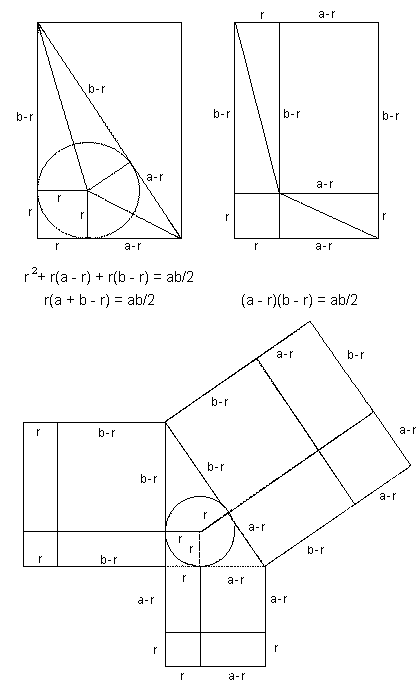 r a-r
b-r
b-r b-r b-r
a-r a-r
r r r r r
r a-r r a-r
r² + r(a - r) + r(b - r) = ab/2
r(a + b - r) = ab/2 (a - r)(b - r) = ab/2
a-r b-r
b-r
r b-r a-r
b-r b-r
r a-r a-r
r r
r b-r b-r
r a-r
a-r a-r
r r
r a-r